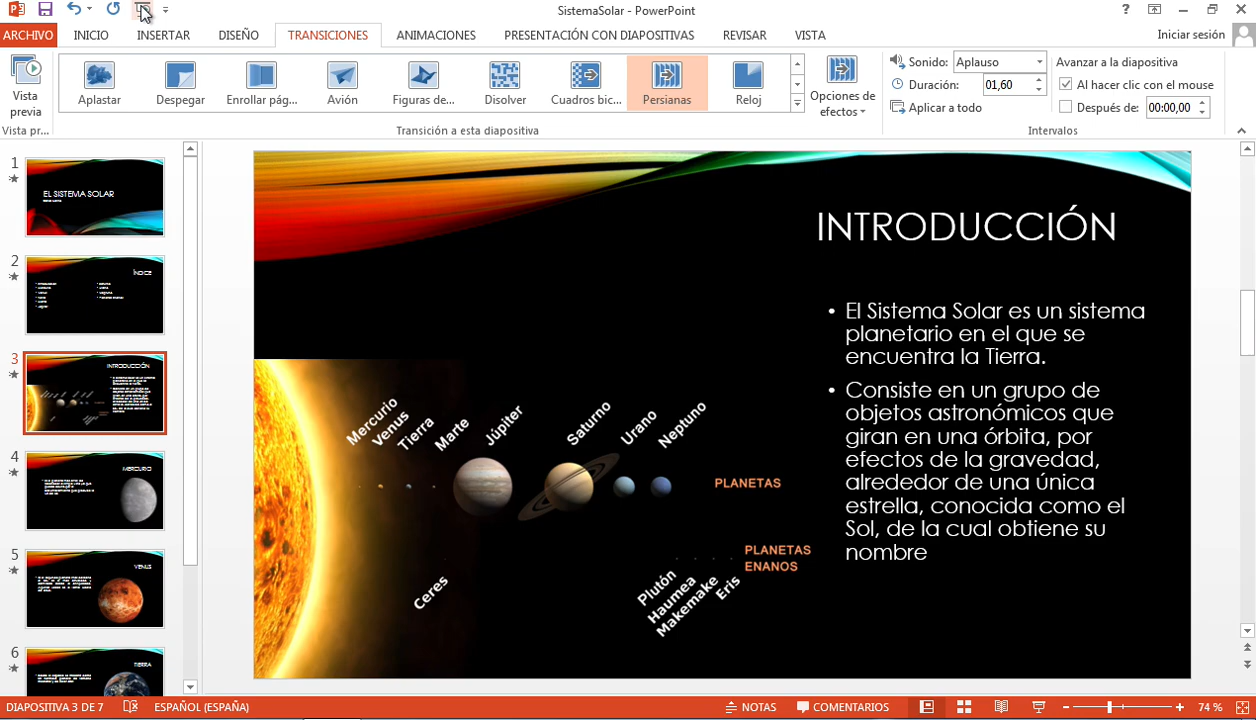 SistemaSolar - PowerPoint
ARCHIVO INICIO INSERTAR DISEÑO TRANSICIONES ANIMACIONES PRESENTACIÓN CON DIAPOSITIVAS REVISAR VISTA Iniciar sesión
Vista previa
Aplastar Despegar Enrollar pág... Avión Figuras de... Disolver Cuadros bic... Persianas Reloj
Opciones de efectos
Sonido: Aplauso
Duración: 01,60
Aplicar a todo
Avanzar a la diapositiva
Al hacer clic con el mouse
Después de: 00:00,00
Vista pr... Transición a esta diapositiva Intervalos
1
EL SISTEMA SOLAR
2
ÍNDICE
3
INTRODUCCIÓN
4
MERCURIO
5
VENUS
6
TIERRA
INTRODUCCIÓN
• El Sistema Solar es un sistema
planetario en el que se
encuentra la Tierra.
• Consiste en un grupo de
objetos astronómicos que
giran en una órbita, por
efectos de la gravedad,
alrededor de una única
estrella, conocida como el
Sol, de la cual obtiene su
nombre
Mercurio
Venus
Tierra
Marte
Júpiter
Saturno
Urano
Neptuno
PLANETAS
PLANETAS
ENANOS
Ceres
Plutón
Haumea
Makemake
Eris
DIAPOSITIVA 3 DE 7 ESPAÑOL (ESPAÑA) NOTAS COMENTARIOS 74 %